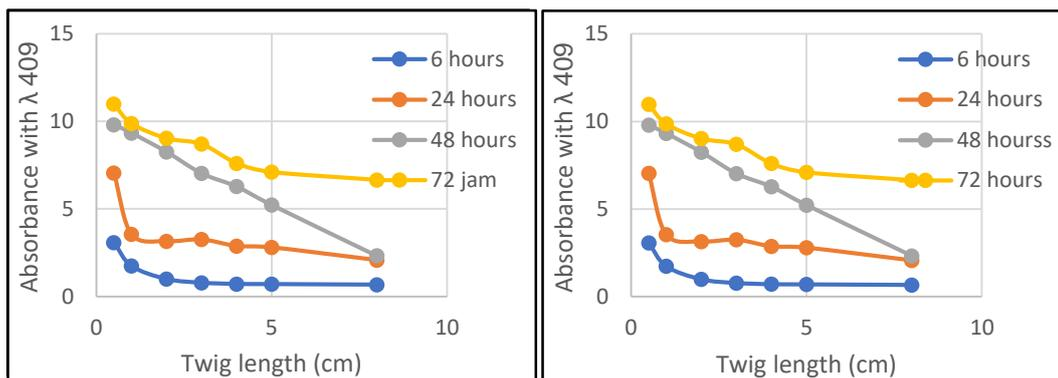 15
10
5
0
0
5
10
Absorbance with λ 409
Twig length (cm)
6 hours
24 hours
48 hours
72 jam
15
10
5
0
0
5
10
Absorbance with λ 409
Twig length (cm)
6 hours
24 hours
48 hourss
72 hours